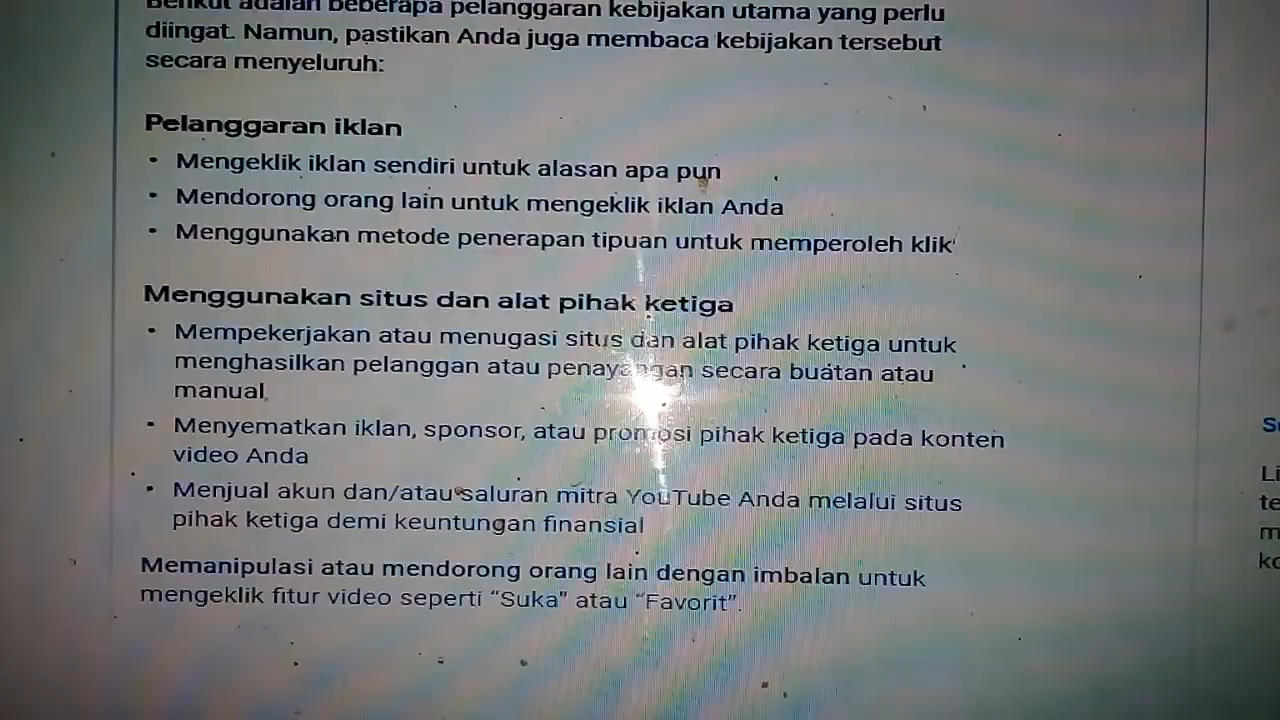 Berikut adalah beberapa pelanggaran kebijakan utama yang perlu
diingat. Namun, pastikan Anda juga membaca kebijakan tersebut
secara menyeluruh:
Pelanggaran iklan
• Mengeklik iklan sendiri untuk alasan apa pun
• Mendorong orang lain untuk mengeklik iklan Anda
• Menggunakan metode penerapan tipuan untuk memperoleh klik
Menggunakan situs dan alat pihak ketiga
• Mempekerjakan atau menugasi situs dan alat pihak ketiga untuk
menghasilkan pelanggan atau penayangan secara buatan atau
manual.
• Menyematkan iklan, sponsor, atau promosi pihak ketiga pada konten
video Anda
• Menjual akun dan/atau saluran mitra YouTube Anda melalui situs
pihak ketiga demi keuntungan finansial
Memanipulasi atau mendorong orang lain dengan imbalan untuk
mengeklik fitur video seperti “Suka” atau “Favorit”.